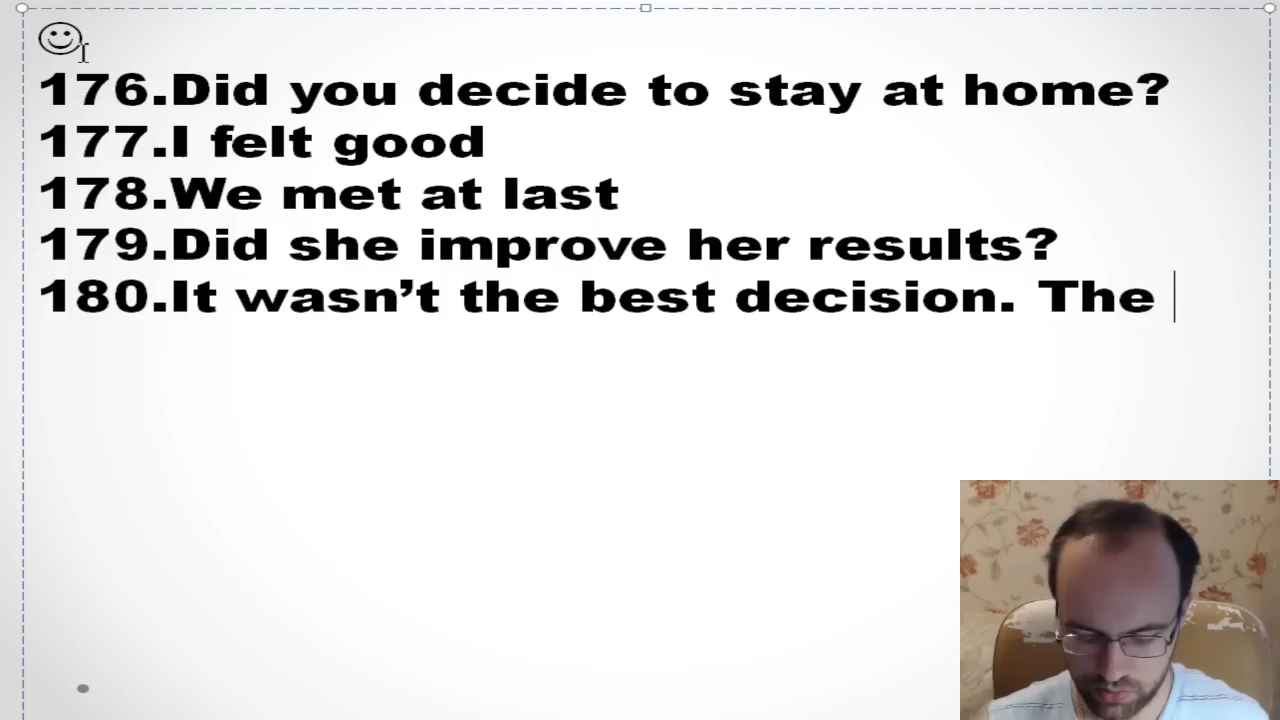 176.Did you decide to stay at home?
177.I felt good
178.We met at last
179.Did she improve her results?
180.It wasn’t the best decision. The